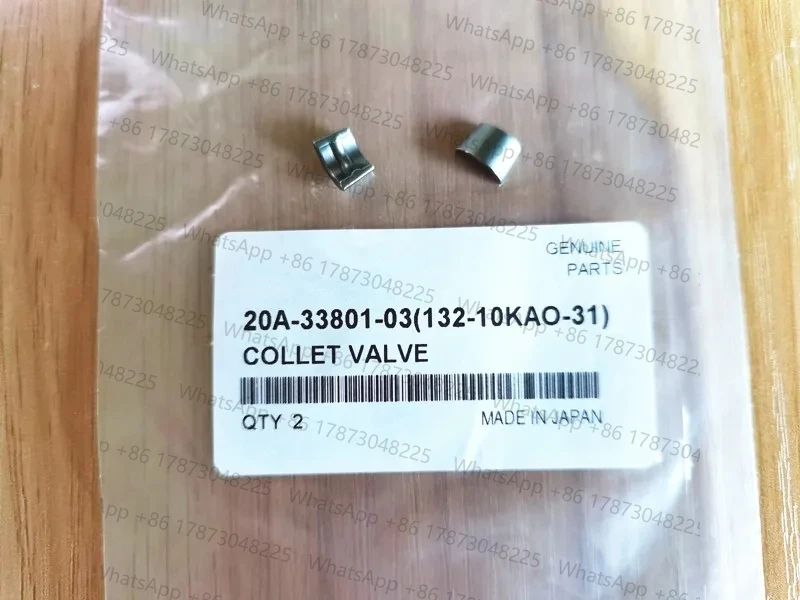 GENUINE
PARTS
20A-33801-03(132-10KAO-31)
COLLET VALVE
QTY 2
MADE IN JAPAN
WhatsApp +86 17873048225